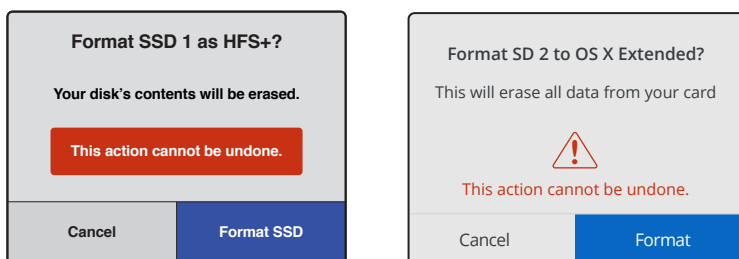 Format SSD 1 as HFS+?
Your disk's contents will be erased.
This action cannot be undone.
Cancel
Format SSD
Format SD 2 to OS X Extended?
This will erase all data from your card
This action cannot be undone.
Cancel
Format